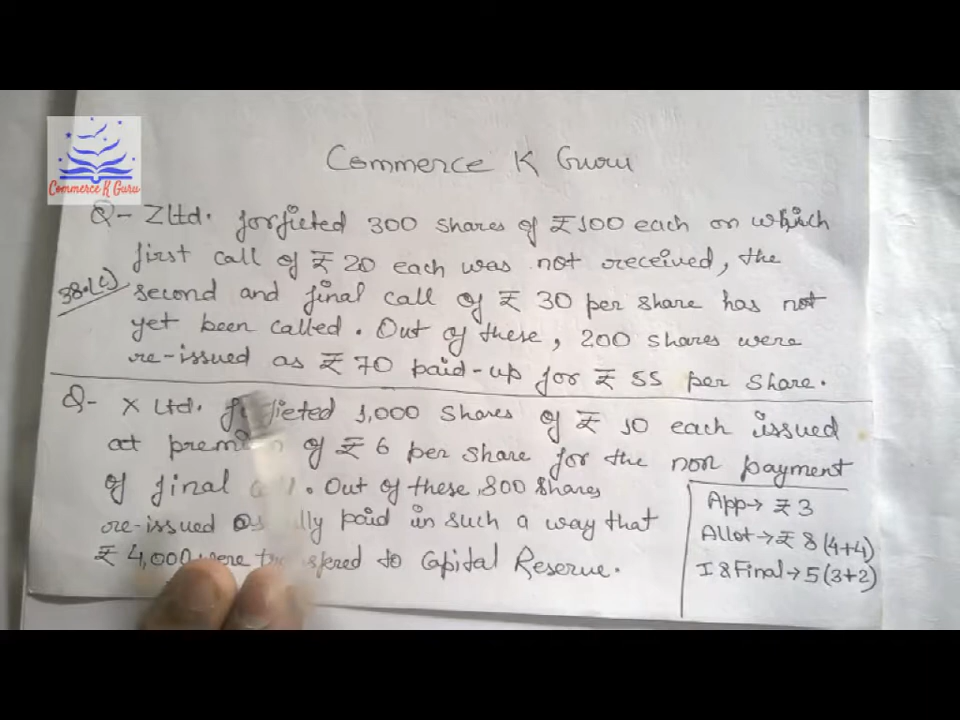 Commerce K Guru
Commerce K Guru
Q- Z Ltd. forfieted 300 shares of ₹ 100 each on which
first call of ₹ 20 each was not received, the
38.(c)
second and final call of ₹ 30 per share has not
yet been called. Out of these, 200 shares were
re-issued as ₹ 70 paid-up for ₹ 55 per share.
Q- X Ltd. 1,000 shares of ₹ 10 each issued
at of ₹ 6 per share for the non payment
of final Out of these, 800 shares
re-issued paid in such a way that
₹ 4,000 were to Capital Reserve.
App→ ₹ 3
Allot→ ₹ 8 (4+4)
I & Final→ 5 (3+2)